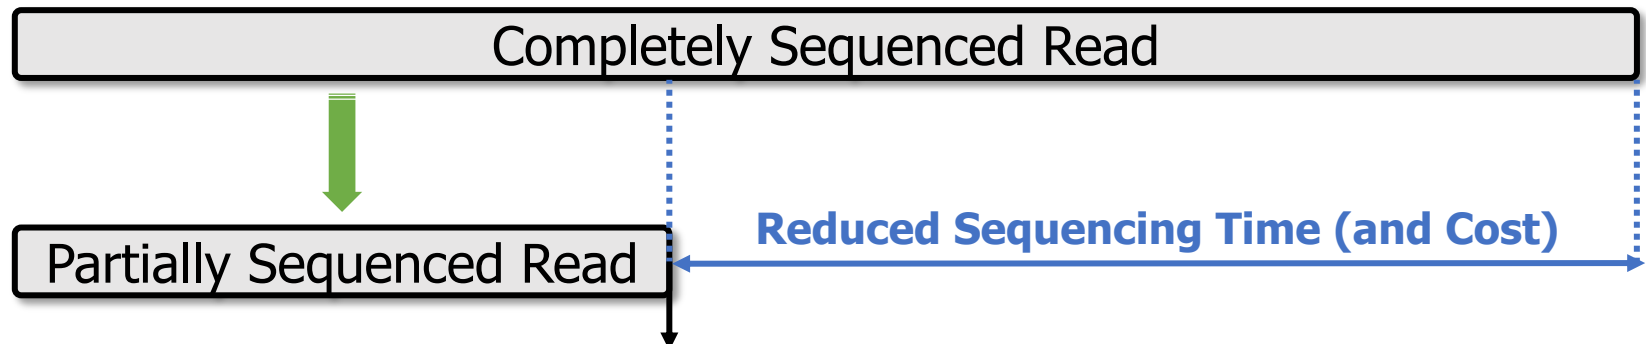 Completely Sequenced Read
Reduced Sequencing Time (and Cost)
Partially Sequenced Read